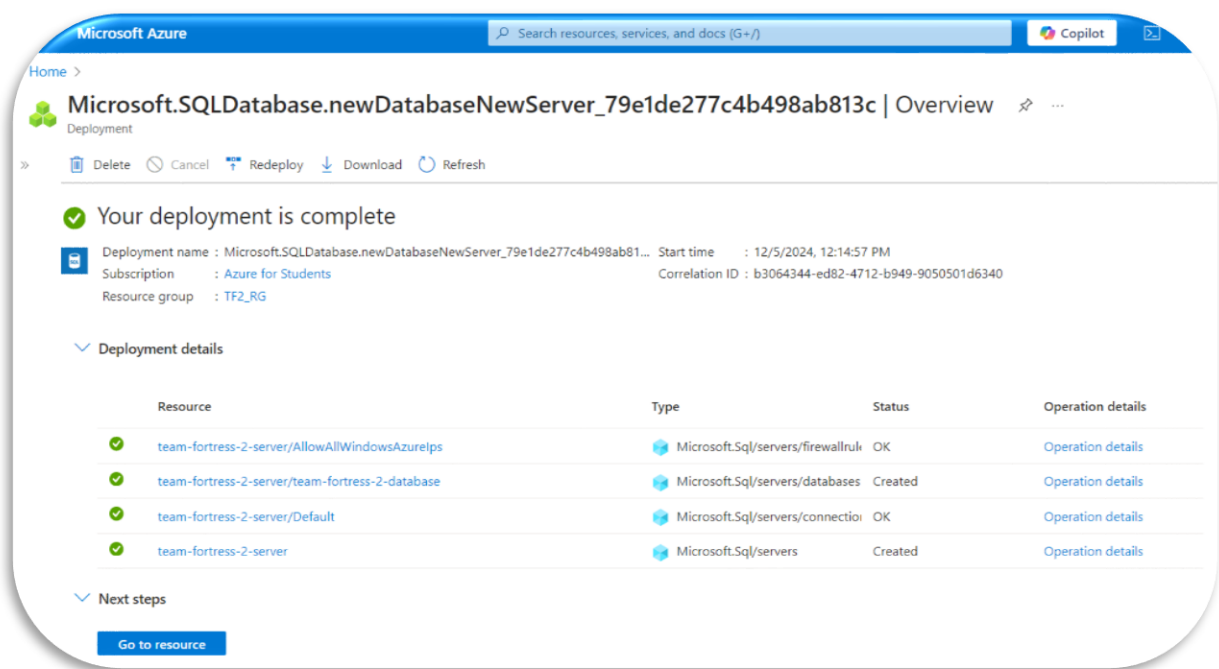 Microsoft Azure
Search resources, services, and docs (G+/)
Copilot
Home >
Microsoft.SQLDatabase.newDatabaseNewServer_79e1de277c4b498ab813c | Overview
Deployment
Delete Cancel Redeploy Download Refresh
Your deployment is complete
Deployment name : Microsoft.SQLDatabase.newDatabaseNewServer_79e1de277c4b498ab81... Start time : 12/5/2024, 12:14:57 PM
Subscription : Azure for Students Correlation ID : b3064344-ed82-4712-b949-9050501d6340
Resource group : TF2_RG
Deployment details
Resource Type Status Operation details
team-fortress-2-server/AllowAllWindowsAzureIps Microsoft.Sql/servers/firewallrule OK Operation details
team-fortress-2-server/team-fortress-2-database Microsoft.Sql/servers/databases Created Operation details
team-fortress-2-server/Default Microsoft.Sql/servers/connection OK Operation details
team-fortress-2-server Microsoft.Sql/servers Created Operation details
Next steps
Go to resource